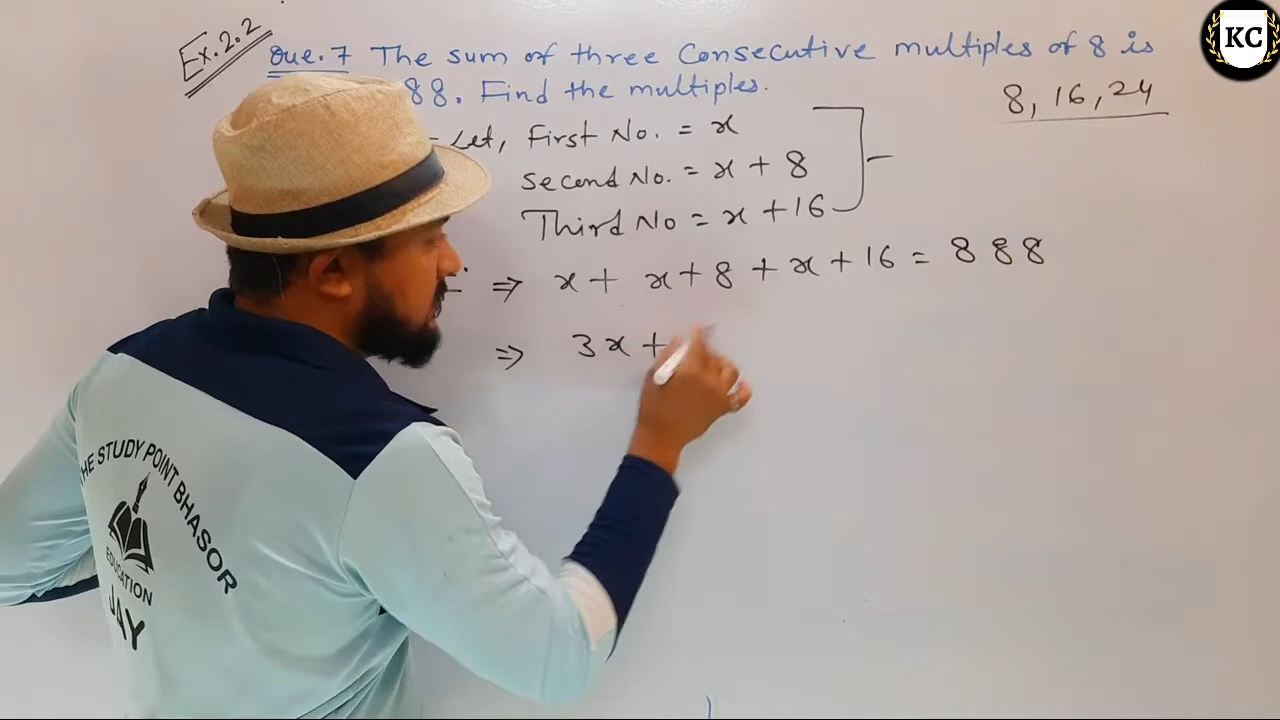 Ex.2.2
Que.7 The sum of three Consecutive multiples of 8 is
88. Find the multiples.
8, 16, 24
Let, First No. = x
Second No. = x + 8
Third No = x + 16
⇒ x + x + 8 + x + 16 = 888
⇒ 3x +
KC
HE STUDY POINT BHASOR
EDUCATION
JAY